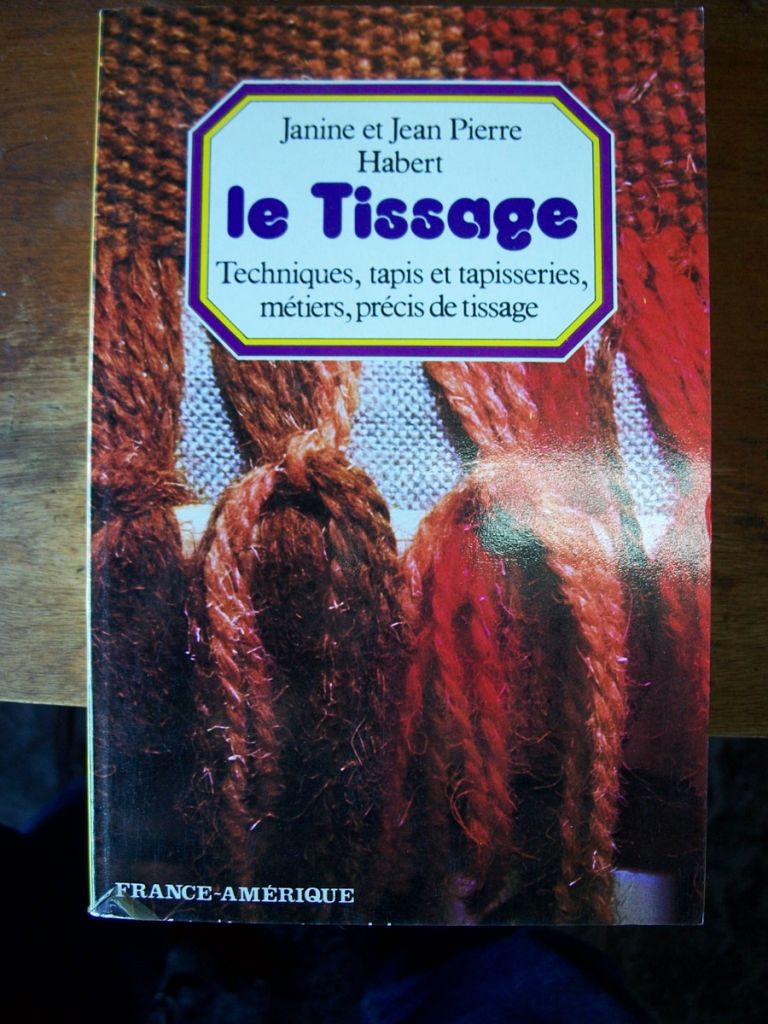 Janine et Jean Pierre
Habert
le Tissage
Techniques, tapis et tapisseries,
métiers, précis de tissage
FRANCE-AMÉRIQUE